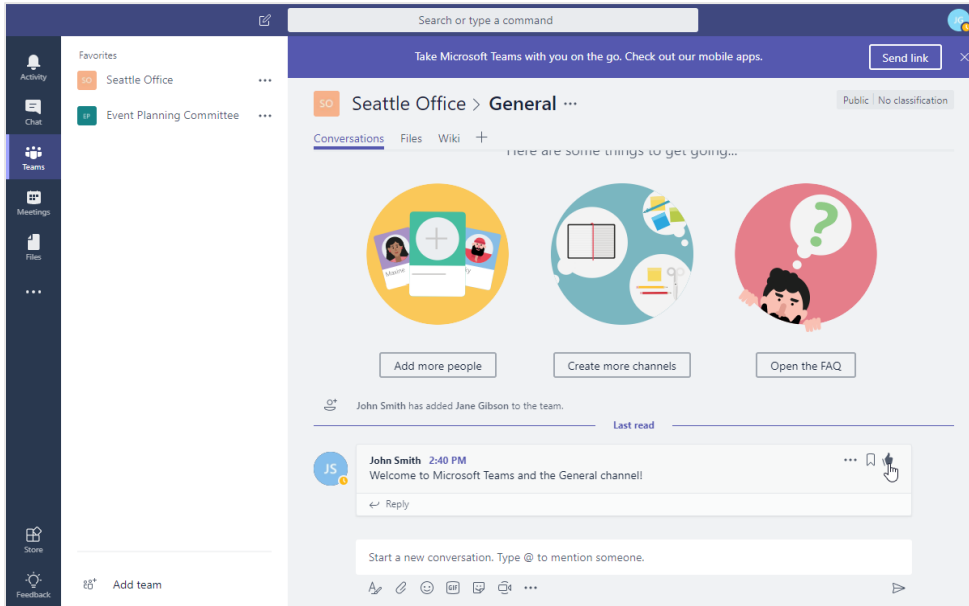 Search or type a command
JG
Activity
Chat
Teams
Meetings
Files
Store
Feedback
Favorites
SO Seattle Office
EP Event Planning Committee
Add team
Take Microsoft Teams with you on the go. Check out our mobile apps.
Send link
SO Seattle Office > General
Public No classification
Conversations Files Wiki
Here are some things to get going...
Maxine
ky
Add more people
Create more channels
Open the FAQ
John Smith has added Jane Gibson to the team.
Last read
JS
John Smith 2:40 PM
Welcome to Microsoft Teams and the General channel!
Reply
Start a new conversation. Type @ to mention someone.
GIF